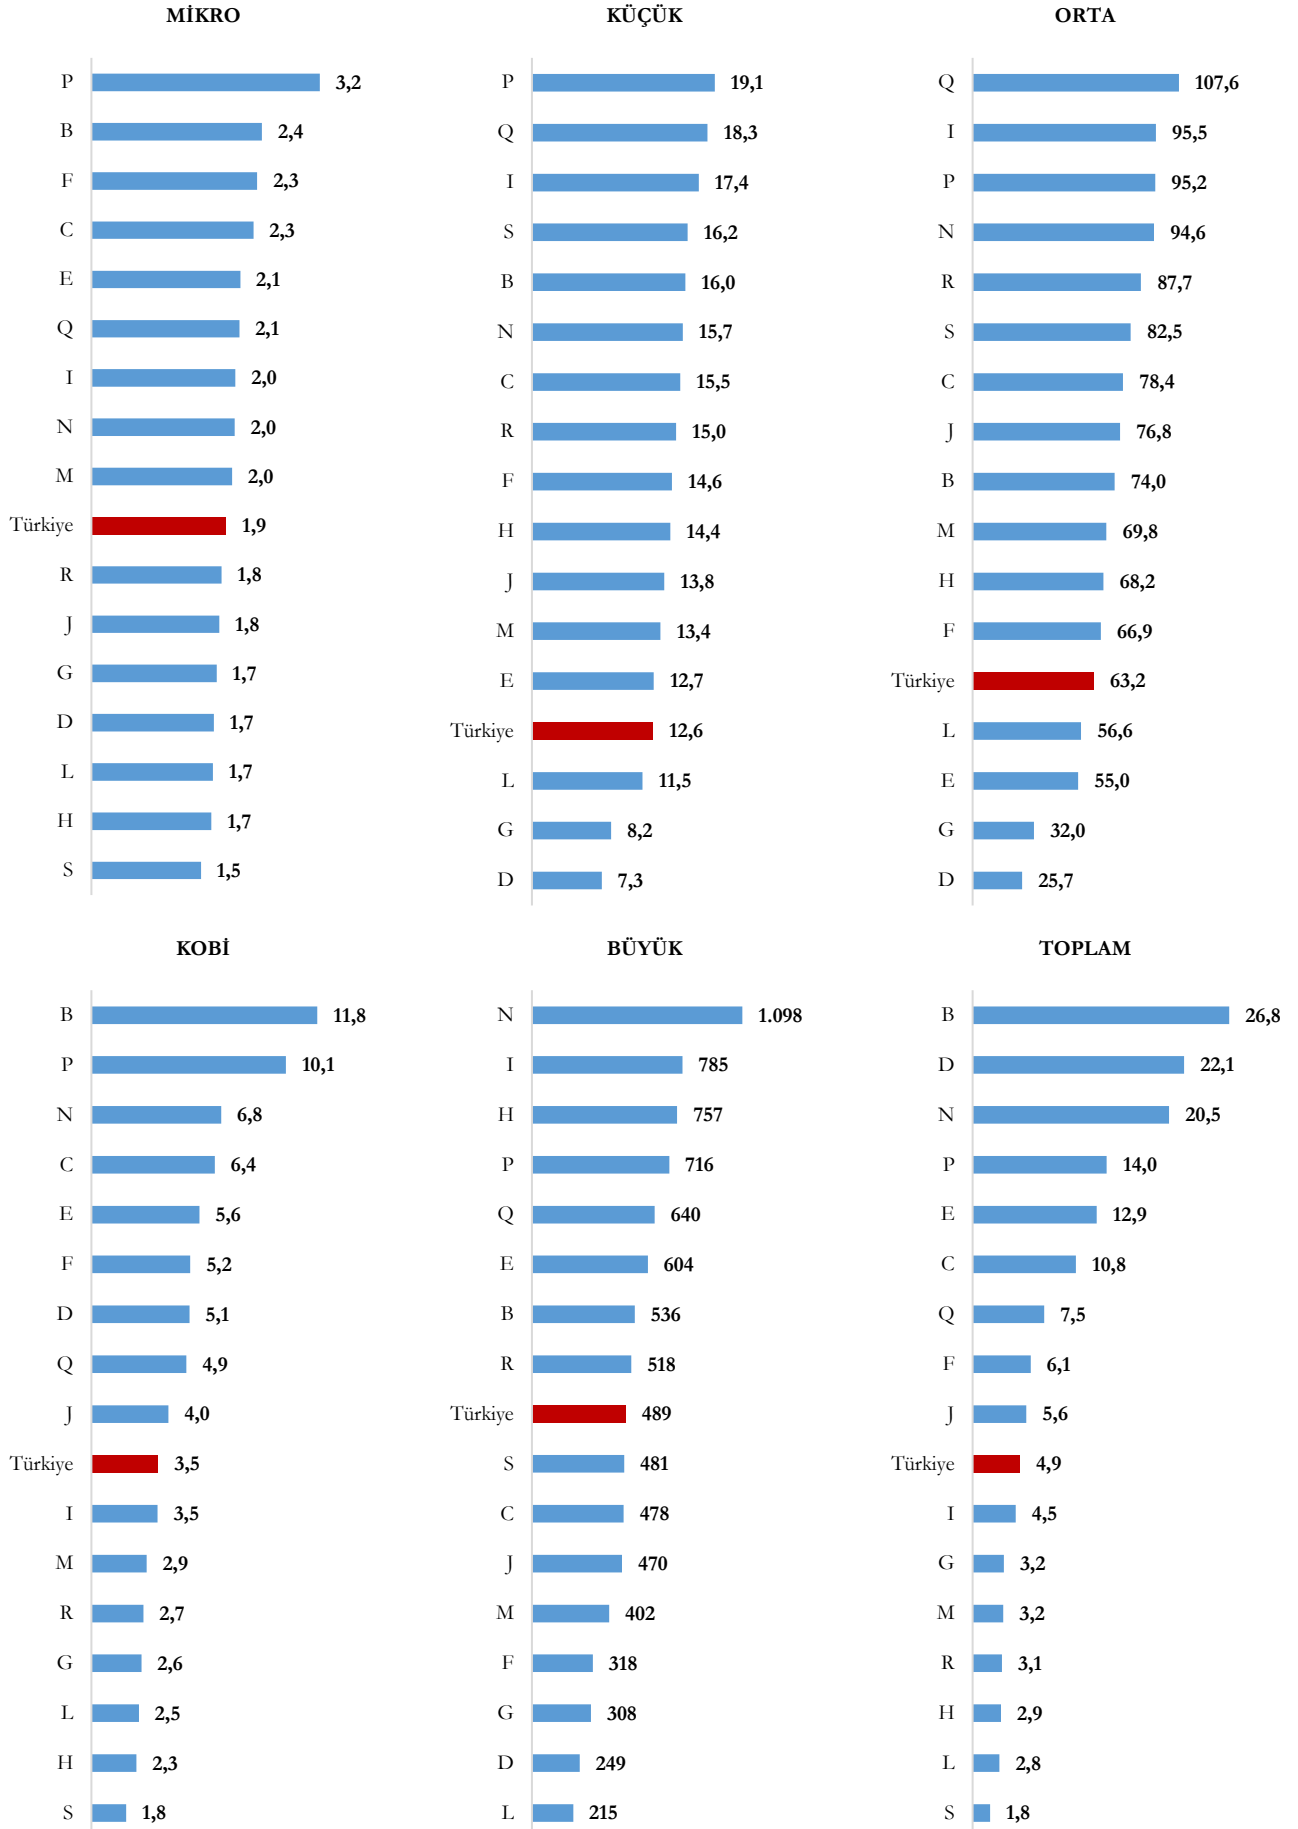 MİKRO
P 3,2
B 2,4
F 2,3
C 2,3
E 2,1
Q 2,1
I 2,0
N 2,0
M 2,0
Türkiye 1,9
R 1,8
J 1,8
G 1,7
D 1,7
L 1,7
H 1,7
S 1,5
KÜÇÜK
P 19,1
Q 18,3
I 17,4
S 16,2
B 16,0
N 15,7
C 15,5
R 15,0
F 14,6
H 14,4
J 13,8
M 13,4
E 12,7
Türkiye 12,6
L 11,5
G 8,2
D 7,3
ORTA
Q 107,6
I 95,5
P 95,2
N 94,6
R 87,7
S 82,5
C 78,4
J 76,8
B 74,0
M 69,8
H 68,2
F 66,9
Türkiye 63,2
L 56,6
E 55,0
G 32,0
D 25,7
KOBİ
B 11,8
P 10,1
N 6,8
C 6,4
E 5,6
F 5,2
D 5,1
Q 4,9
J 4,0
Türkiye 3,5
I 3,5
M 2,9
R 2,7
G 2,6
L 2,5
H 2,3
S 1,8
BÜYÜK
N 1.098
I 785
H 757
P 716
Q 640
E 604
B 536
R 518
Türkiye 489
S 481
C 478
J 470
M 402
F 318
G 308
D 249
L 215
TOPLAM
B 26,8
D 22,1
N 20,5
P 14,0
E 12,9
C 10,8
Q 7,5
F 6,1
J 5,6
Türkiye 4,9
I 4,5
G 3,2
M 3,2
R 3,1
H 2,9
L 2,8
S 1,8